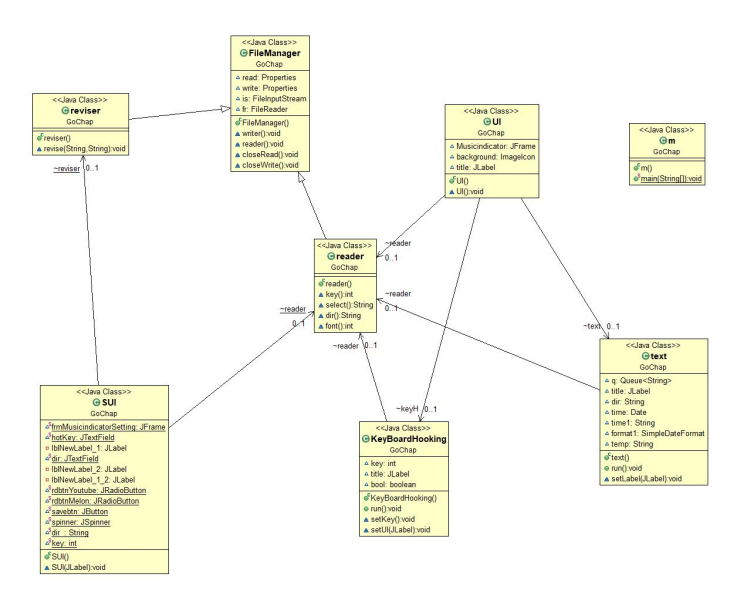 <<Java Class>>
FileManager
GoChap
read: Properties
write: Properties
is: FileInputStream
fr: FileReader
FileManager()
writer():void
reader():void
closeRead():void
closeWrite():void
<<Java Class>>
reviser
GoChap
reviser()
revise(String,String):void
~reviser 0..1
<<Java Class>>
UI
GoChap
Musicindicator: JFrame
background: ImageIcon
title: JLabel
UI()
UI():void
<<Java Class>>
m
GoChap
m()
main(String[]):void
<<Java Class>>
reader
GoChap
reader()
key():int
select():String
dir():String
font():int
~reader
0..1
~reader
0..1
~reader
0..1
~reader 0..1
~text 0..1
~keyH 0..1
<<Java Class>>
text
GoChap
q: Queue<String>
title: JLabel
dir: String
time: Date
time1: String
format1: SimpleDateFormat
temp: String
text()
run():void
setLabel(JLabel):void
<<Java Class>>
SUI
GoChap
frmMusicindicatorSetting: JFrame
hotKey: JTextField
lblNewLabel_1: JLabel
dir: JTextField
lblNewLabel_2: JLabel
lblNewLabel_1_2: JLabel
rdbtnYoutube: JRadioButton
rdbtnMelon: JRadioButton
savebtn: JButton
spinner: JSpinner
dir_: String
key: int
SUI()
SUI(JLabel):void
<<Java Class>>
KeyBoardHooking
GoChap
key: int
title: JLabel
bool: boolean
KeyBoardHooking()
run():void
setKey():void
setUI(JLabel):void